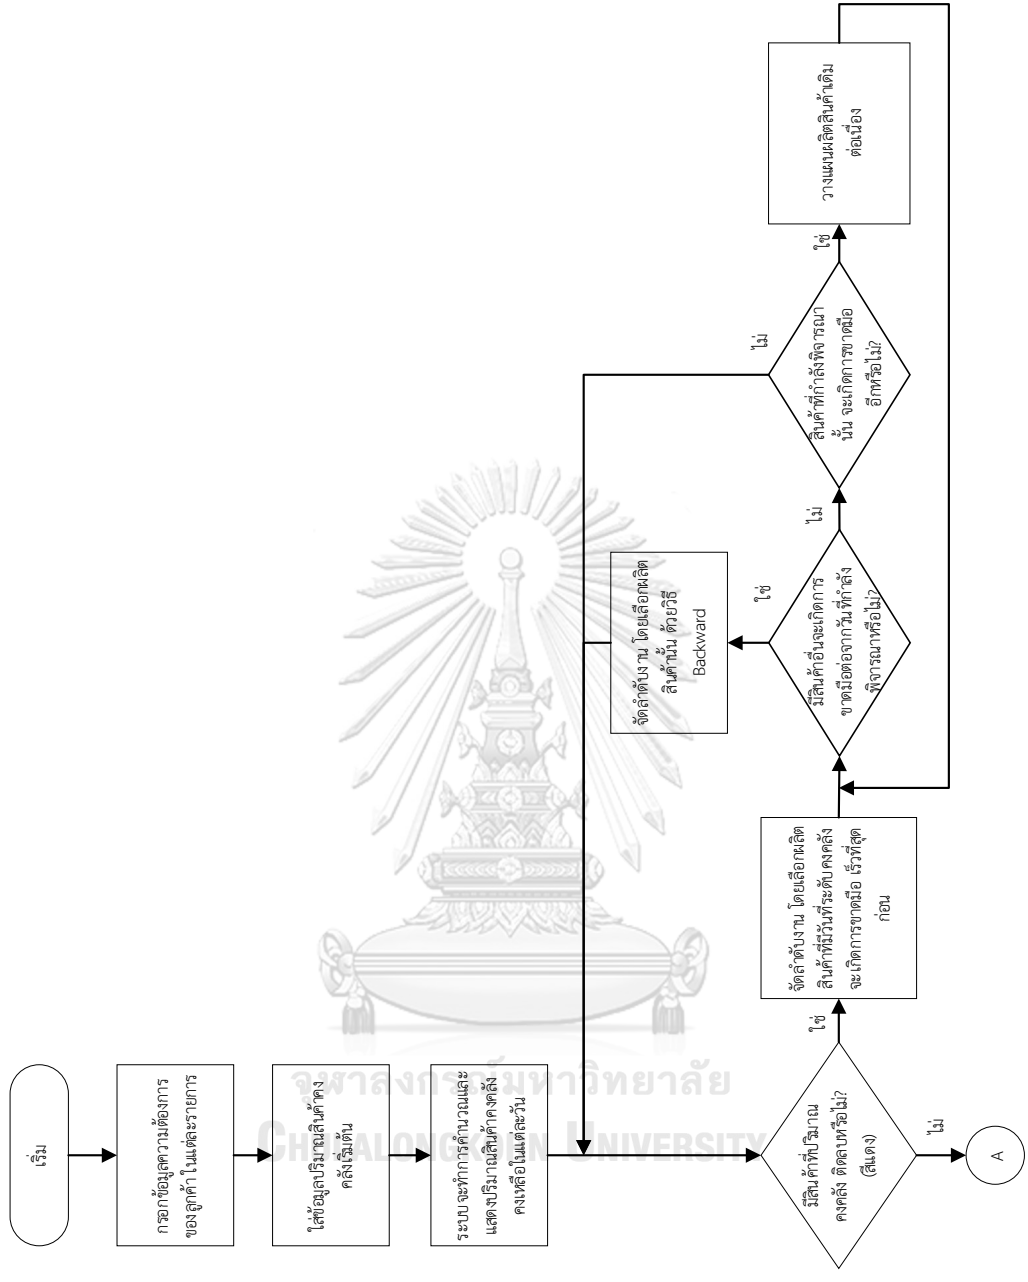 เริ่ม
กรอกข้อมูลความต้องการ
ของลูกค้า ในแต่ละรายการ
ใส่ข้อมูลปริมาณสินค้าคง
คลังเริ่มต้น
ระบบจะทำการคำนวณและ
แสดงปริมาณสินค้าคงคลัง
คงเหลือในแต่ละวัน
มีสินค้าที่ปริมาณ
คงคลัง ติดลบหรือไม่?
(สีแดง)
ไม่
A
ใช่
จัดลำดับงาน โดยเลือกผลิต
สินค้าที่มีวันที่ระดับคงคลัง
จะเกิดการขาดมือ เร็วที่สุด
ก่อน
มีสินค้าอื่นจะเกิดการ
ขาดมือต่อจากวันที่กำลัง
พิจารณาหรือไม่?
ใช่
จัดลำดับงาน โดยเลือกผลิต
สินค้านั้น ด้วยวิธี
Backward
ไม่
สินค้าที่กำลังพิจารณา
นั้น จะเกิดการขาดมือ
อีกหรือไม่?
ไม่
ใช่
วางแผนผลิตสินค้าเดิม
ต่อเนื่อง
จุฬาลงกรณ์มหาวิทยาลัย
CHULALONGKORN UNIVERSITY